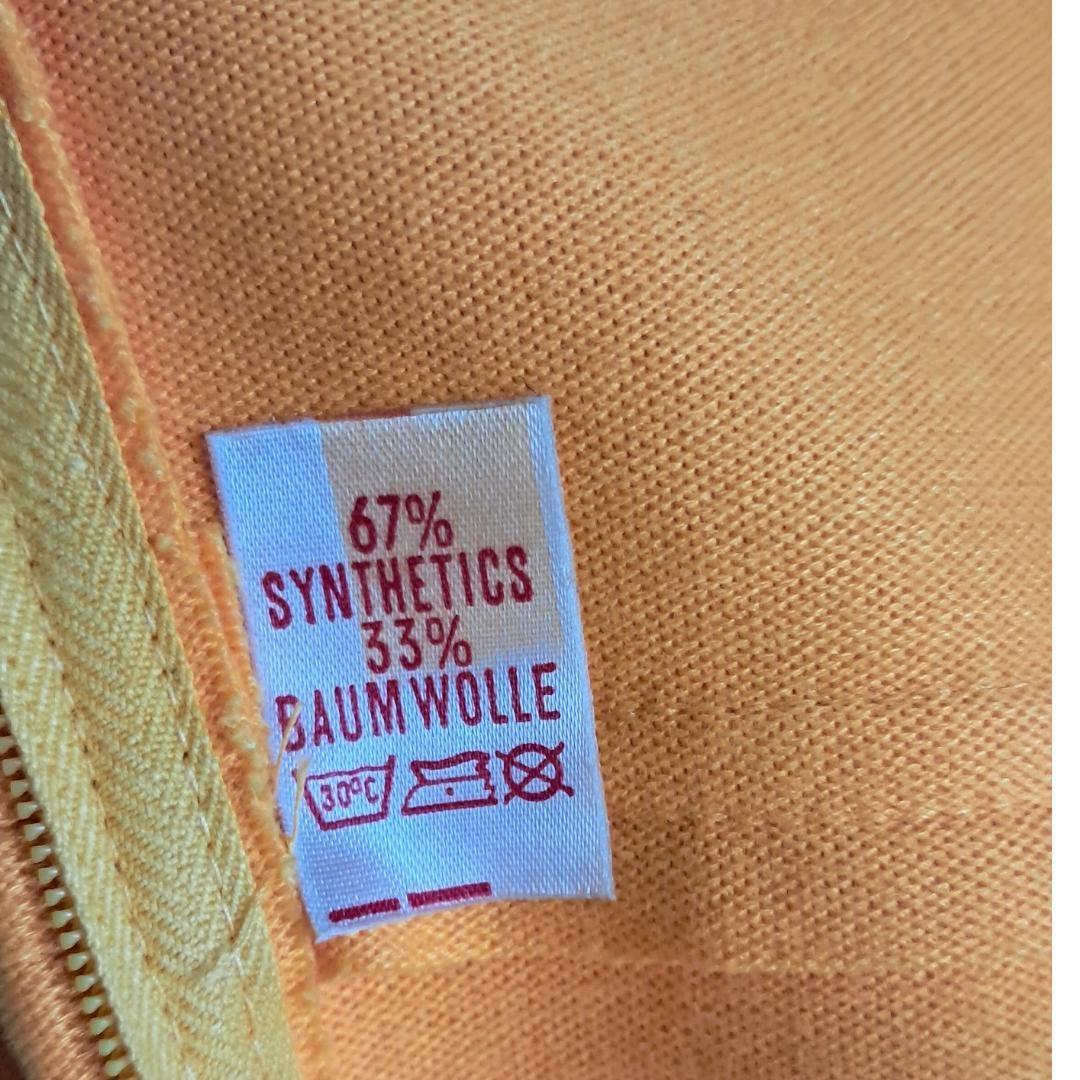 67%
SYNTHETICS
33%
BAUMWOLLE
30°C